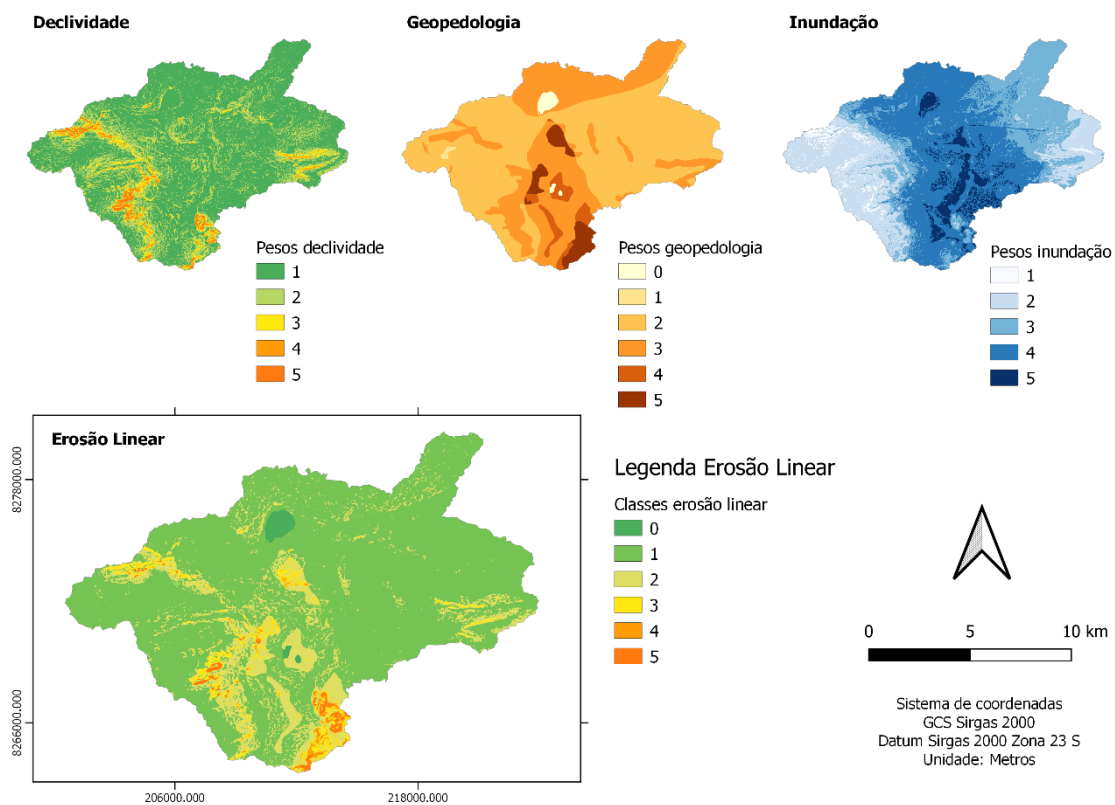 Declividade
Geopedologia
Inundação
Pesos declividade
1
2
3
4
5
Pesos geopedologia
0
1
2
3
4
5
Pesos inundação
1
2
3
4
5
Erosão Linear
8278000.000
8266000.000
206000.000
218000.000
Legenda Erosão Linear
Classes erosão linear
0
1
2
3
4
5
0 5 10 km
Sistema de coordenadas
GCS Sirgas 2000
Datum Sirgas 2000 Zona 23 S
Unidade: Metros